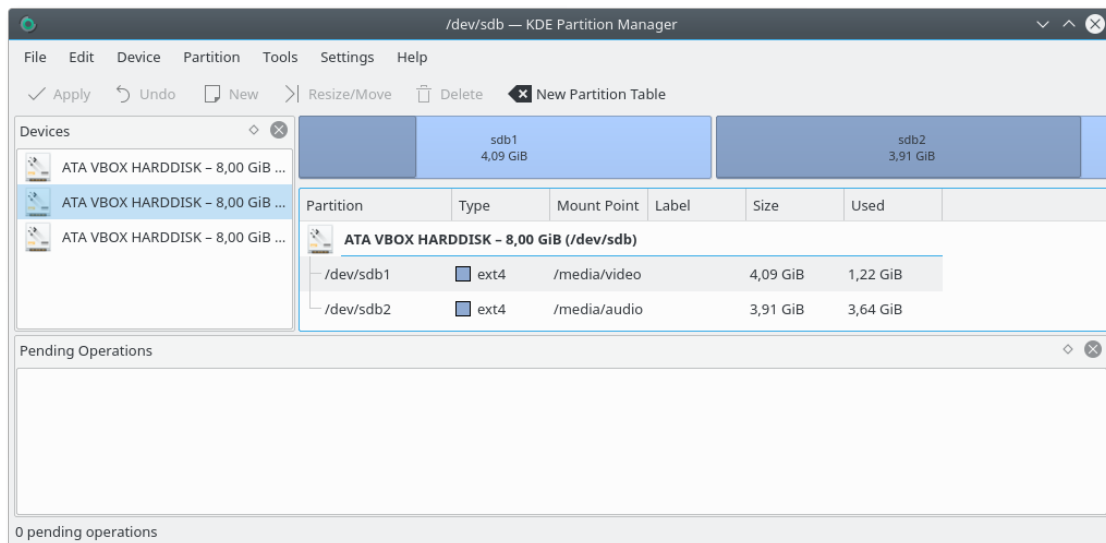 /dev/sdb — KDE Partition Manager
File Edit Device Partition Tools Settings Help
Apply Undo New Resize/Move Delete New Partition Table
Devices
ATA VBOX HARDDISK – 8,00 GiB ...
ATA VBOX HARDDISK – 8,00 GiB ...
ATA VBOX HARDDISK – 8,00 GiB ...
sdb1
4,09 GiB
sdb2
3,91 GiB
Partition Type Mount Point Label Size Used
ATA VBOX HARDDISK – 8,00 GiB (/dev/sdb)
/dev/sdb1 ext4 /media/video 4,09 GiB 1,22 GiB
/dev/sdb2 ext4 /media/audio 3,91 GiB 3,64 GiB
Pending Operations
0 pending operations